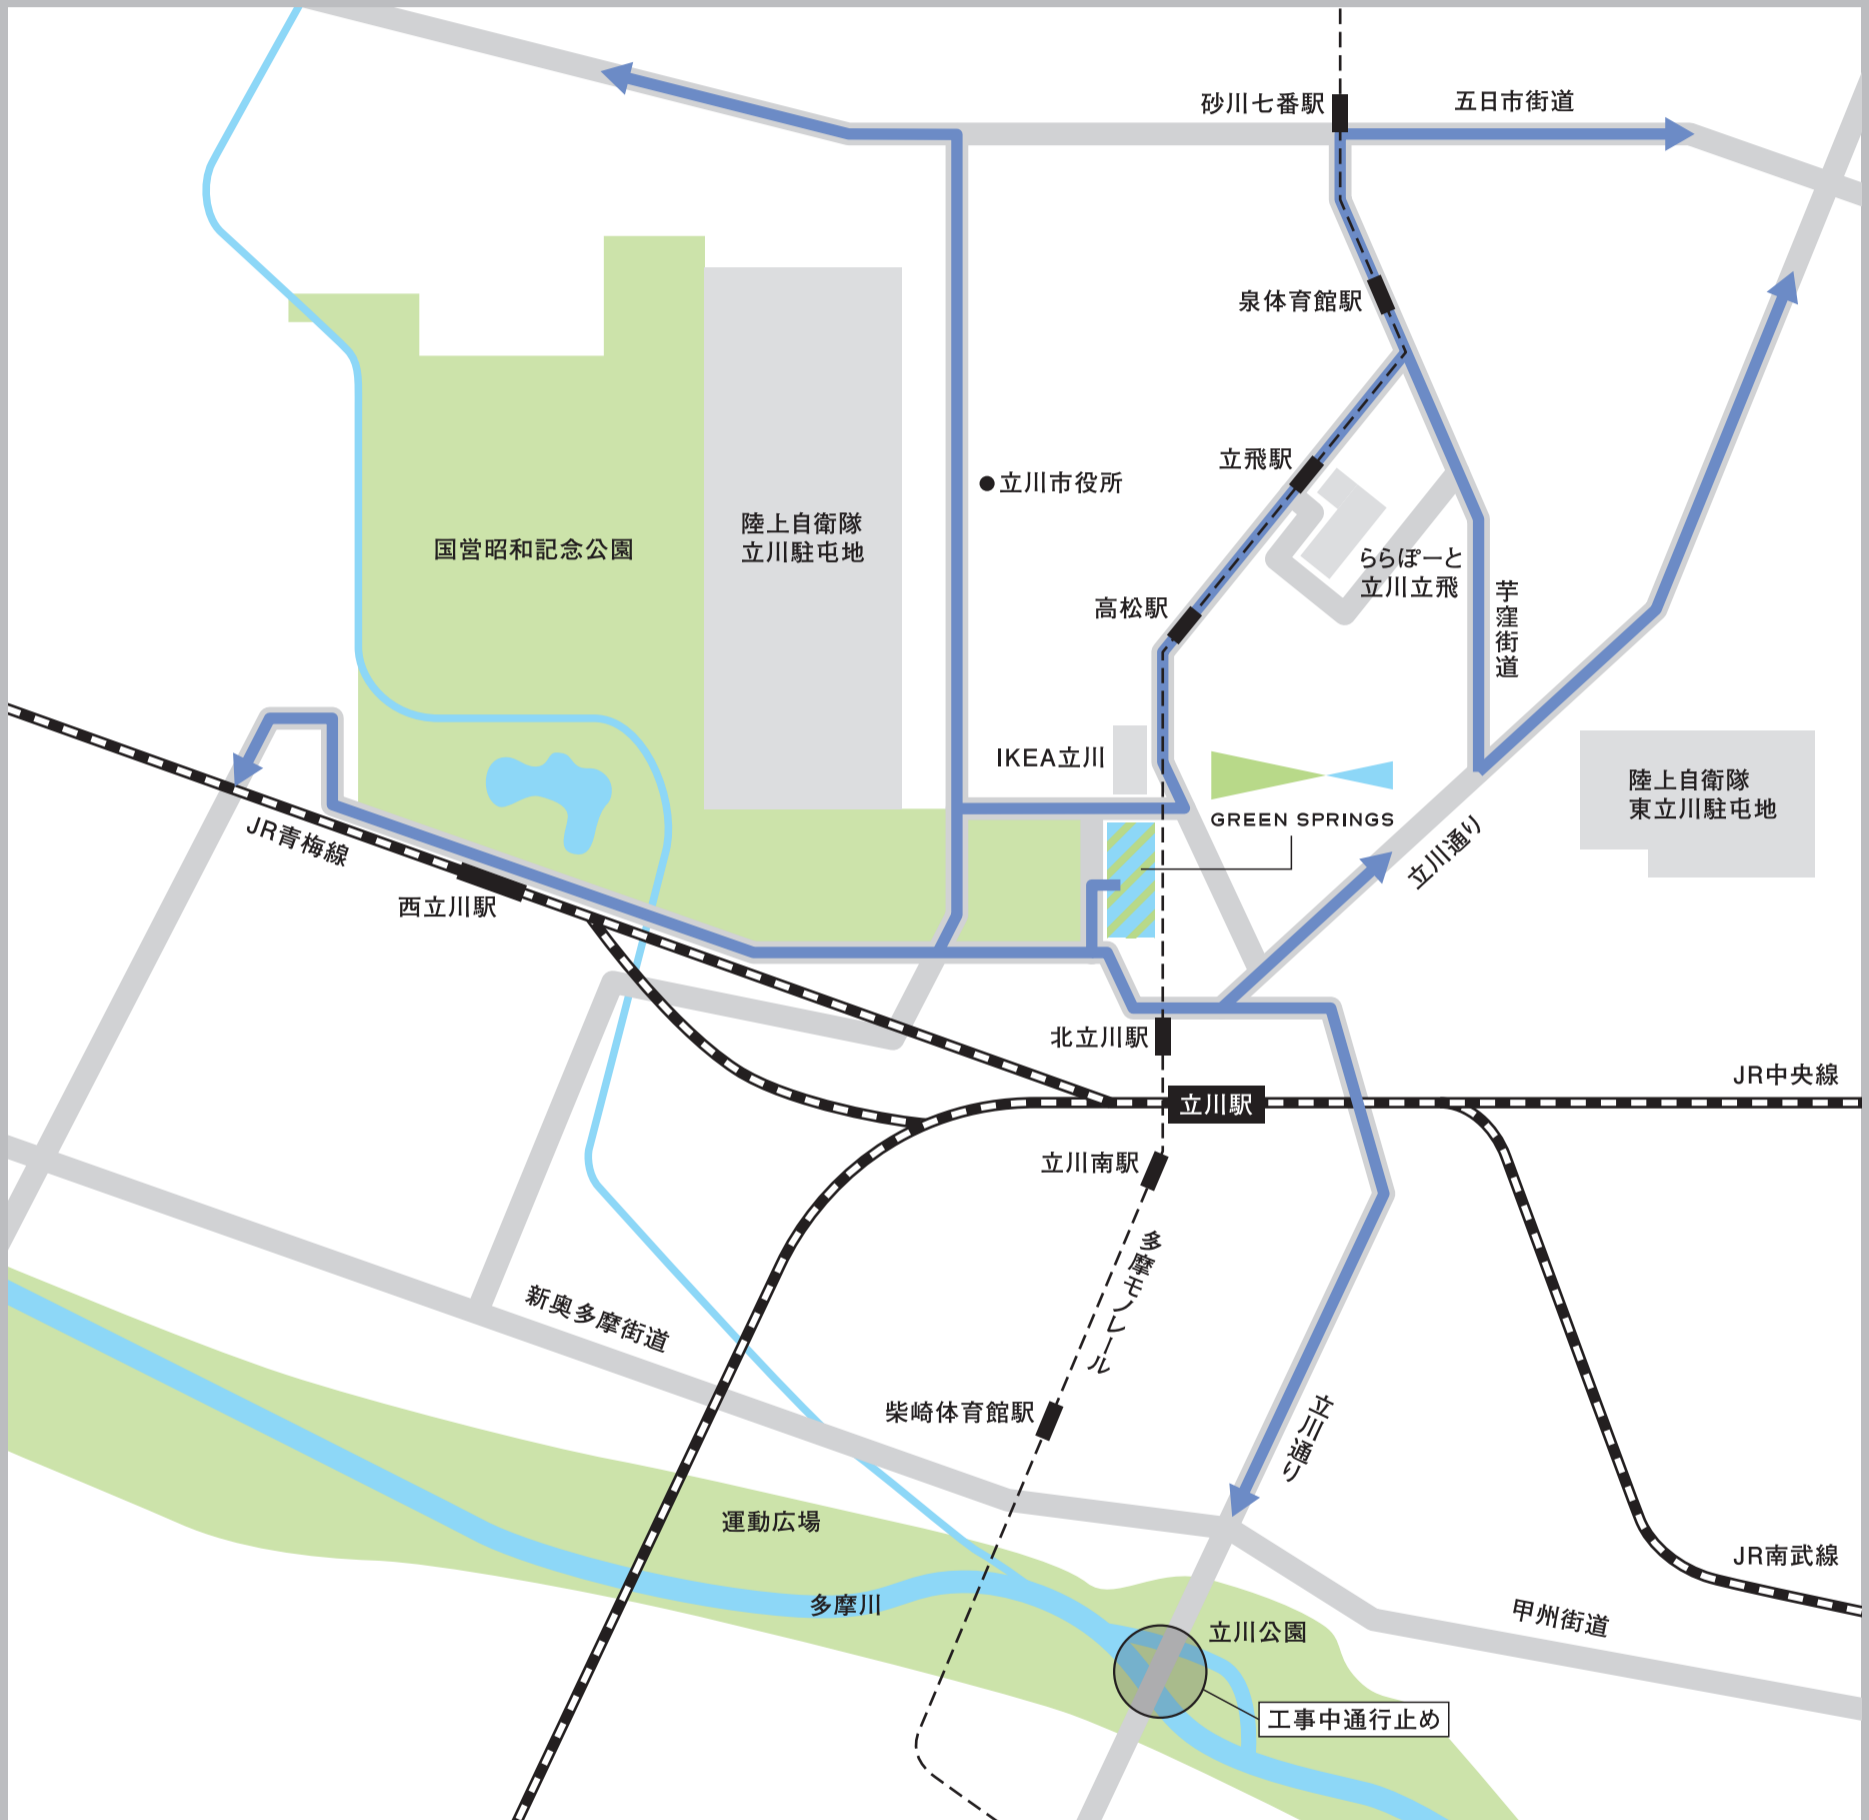 砂川七番駅
五日市街道
泉体育館駅
立飛駅
立川市役所
陸上自衛隊
立川駐屯地
国営昭和記念公園
ららぽーと
立川立飛
芋窪街道
高松駅
IKEA立川
GREEN SPRINGS
陸上自衛隊
東立川駐屯地
立川通り
JR青梅線
西立川駅
北立川駅
JR中央線
立川駅
立川南駅
多摩モノレール
新奥多摩街道
柴崎体育館駅
立川通り
運動広場
JR南武線
多摩川
甲州街道
立川公園
工事中通行止め